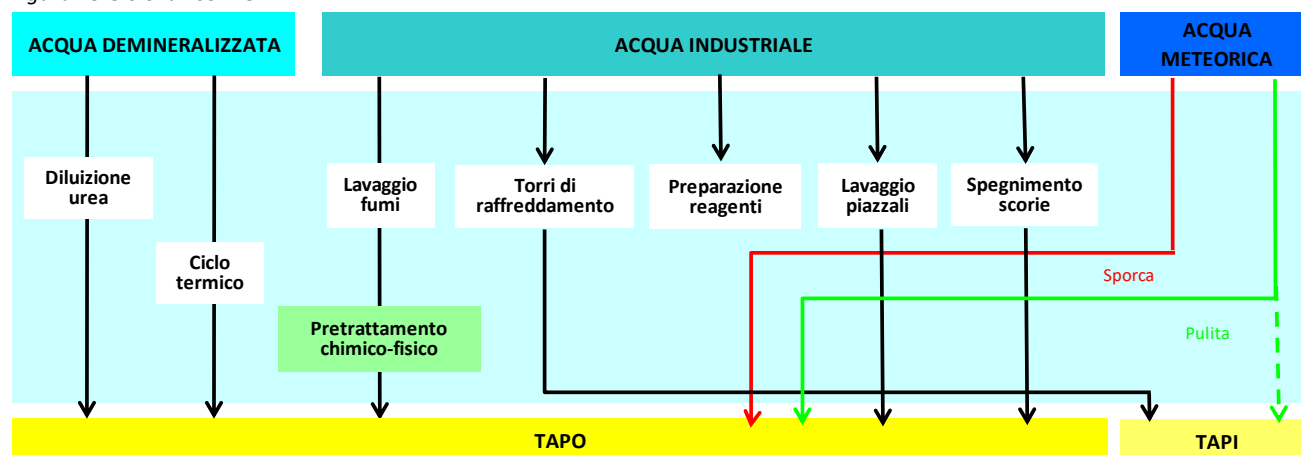 ACQUA DEMINERALIZZATA
ACQUA INDUSTRIALE
ACQUA
METEORICA
Diluizione
urea
Lavaggio
fumi
Torri di
raffreddamento
Preparazione
reagenti
Lavaggio
piazzali
Spegnimento
scorie
Ciclo
termico
Sporca
Pretrattamento
chimico-fisico
Pulita
TAPO
TAPI